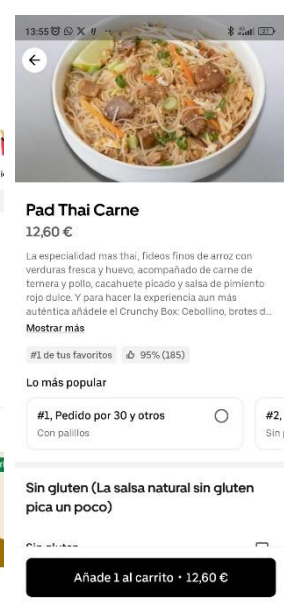 13:55
Pad Thai Carne
12,60 €
La especialidad mas thai, fideos finos de arroz con
verduras fresca y huevo, acompañado de carne de
ternera y pollo, cacahuete picado y salsa de pimiento
rojo dulce. Y para hacer la experiencia aun más
auténtica añádele el Crunchy Box: Cebollino, brotes d...
Mostrar más
#1 de tus favoritos 95% (185)
Lo más popular
#1, Pedido por 30 y otros
Con palillos
#2,
Sin
Sin gluten (La salsa natural sin gluten
pica un poco)
Sin gluten
Añade 1 al carrito • 12,60 €